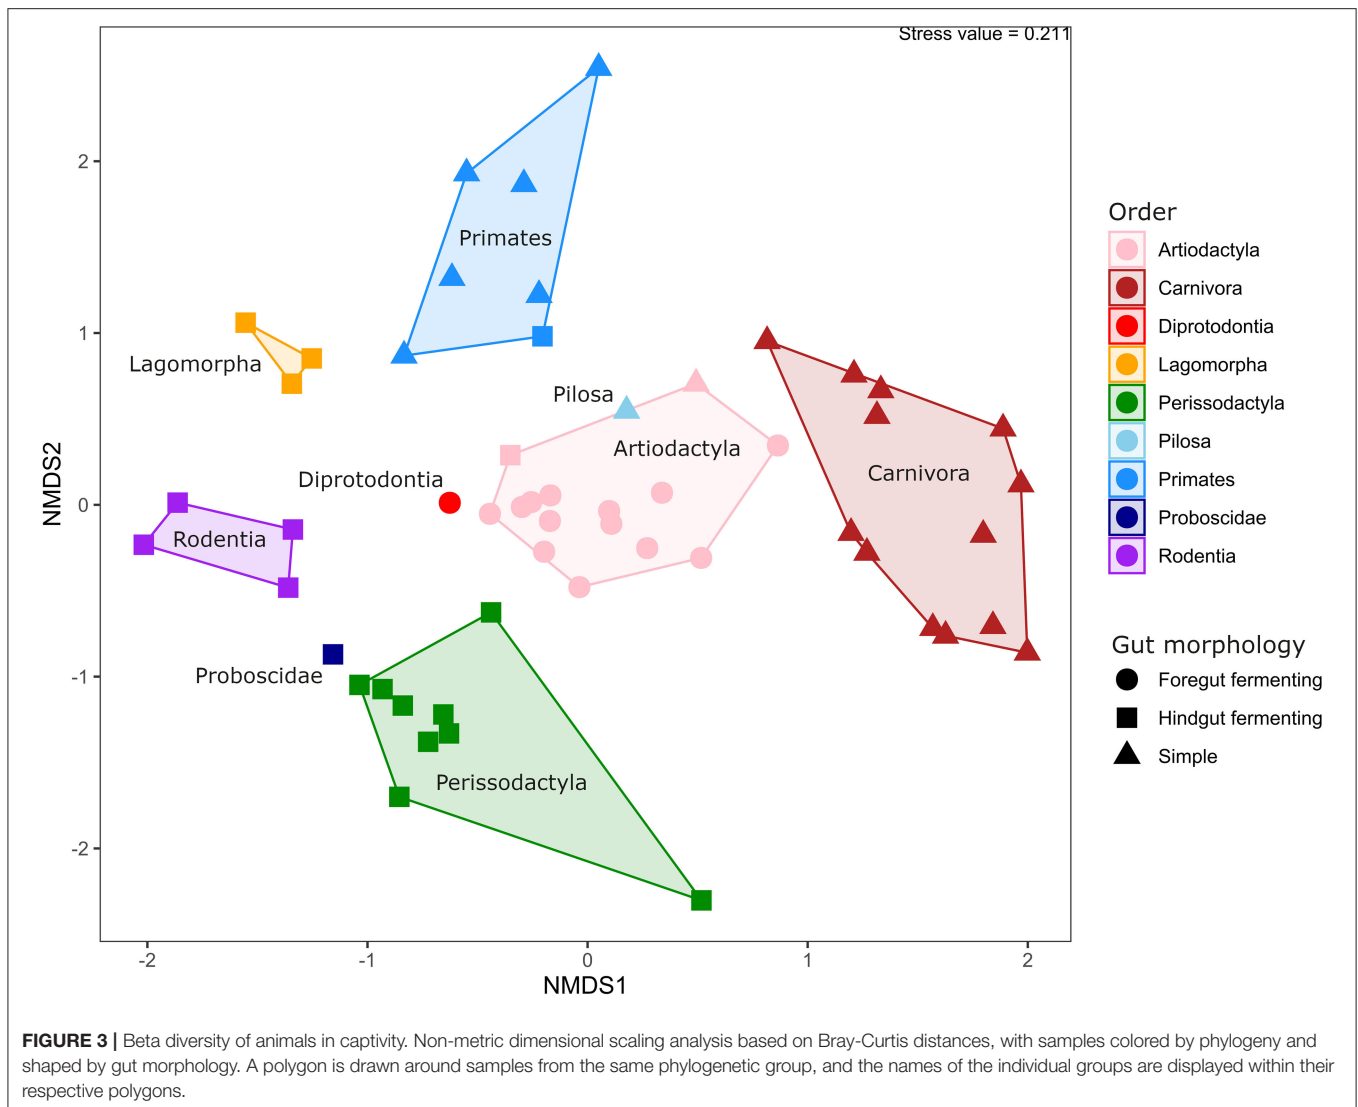 Stress value = 0.211
Primates
Lagomorpha
Pilosa
Artiodactyla
Carnivora
Diprotodontia
Rodentia
Proboscidae
Perissodactyla
2
1
0
-1
-2
NMDS2
-2
-1
0
1
2
NMDS1
Order
Artiodactyla
Carnivora
Diprotodontia
Lagomorpha
Perissodactyla
Pilosa
Primates
Proboscidae
Rodentia
Gut morphology
Foregut fermenting
Hindgut fermenting
Simple
FIGURE 3 | Beta diversity of animals in captivity. Non-metric dimensional scaling analysis based on Bray-Curtis distances, with samples colored by phylogeny and
shaped by gut morphology. A polygon is drawn around samples from the same phylogenetic group, and the names of the individual groups are displayed within their
respective polygons.